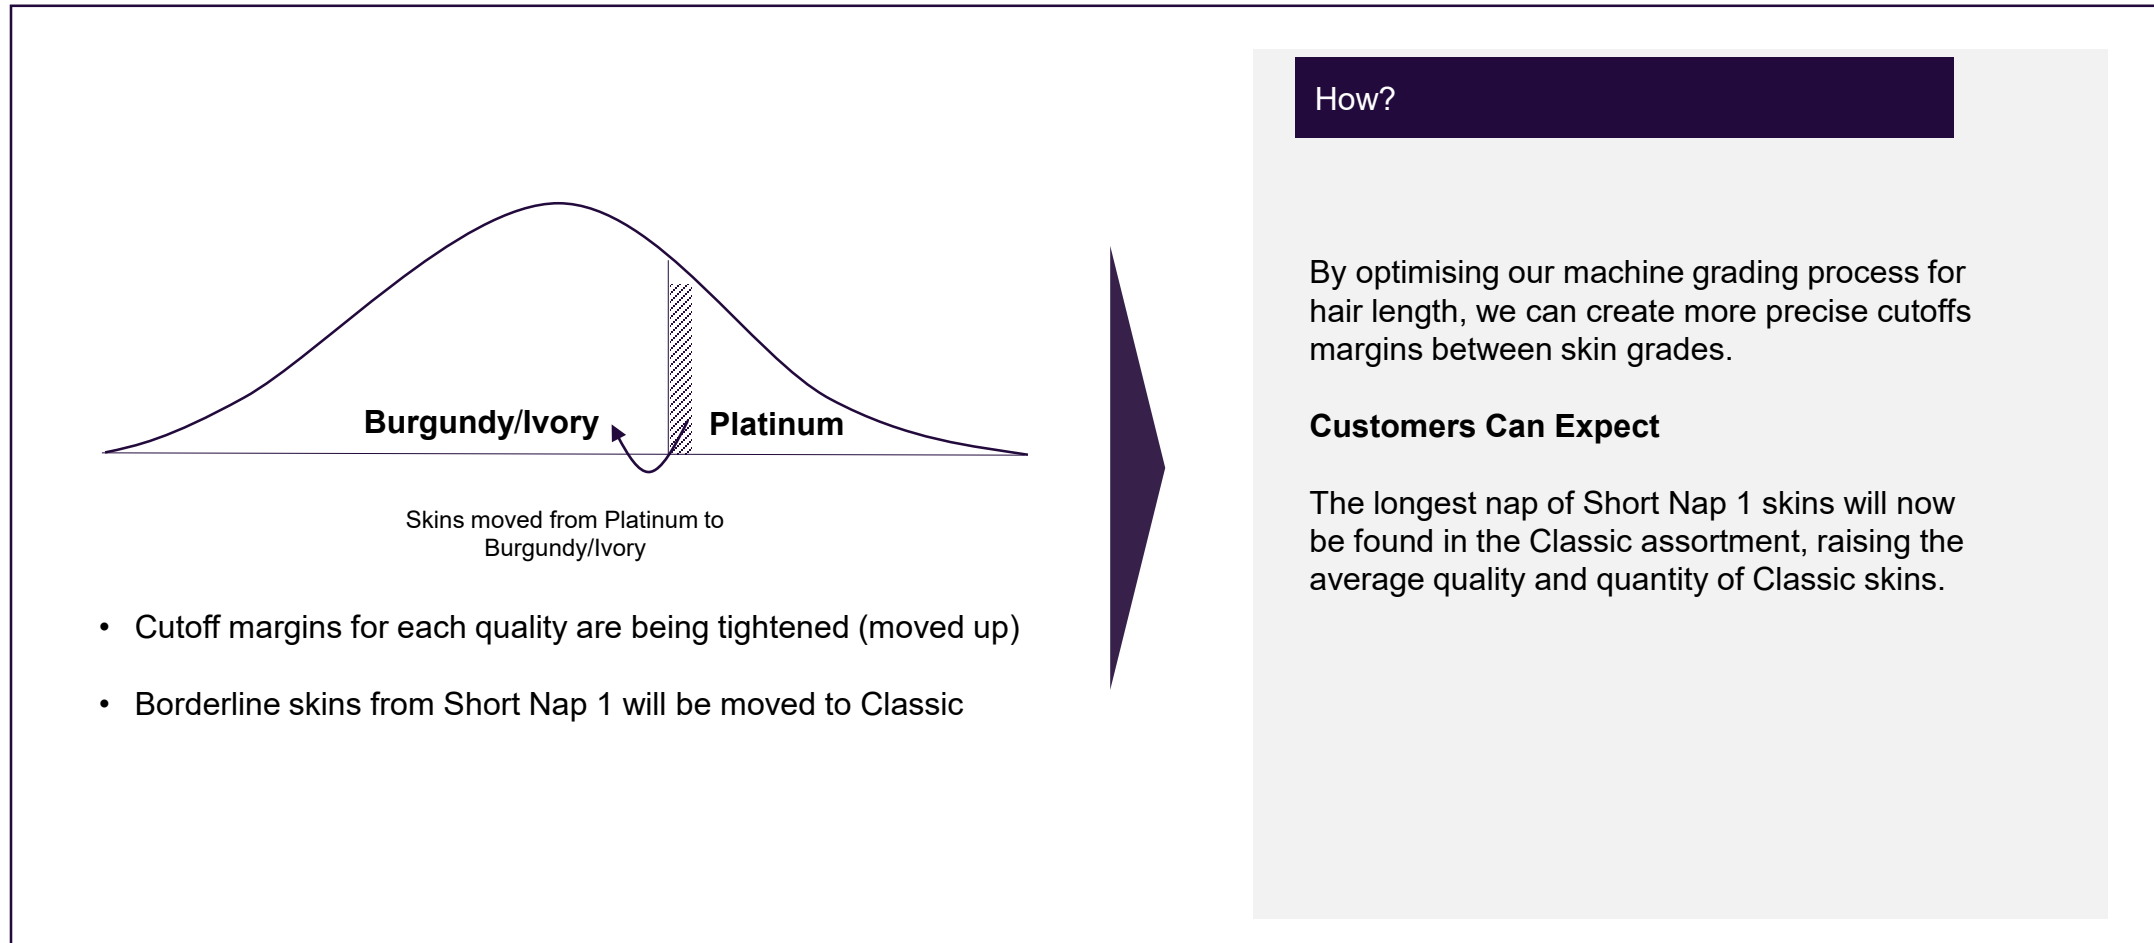 Burgundy/Ivory
Platinum
Skins moved from Platinum to
Burgundy/Ivory
• Cutoff margins for each quality are being tightened (moved up)
• Borderline skins from Short Nap 1 will be moved to Classic
How?
By optimising our machine grading process for
hair length, we can create more precise cutoffs
margins between skin grades.
Customers Can Expect
The longest nap of Short Nap 1 skins will now
be found in the Classic assortment, raising the
average quality and quantity of Classic skins.